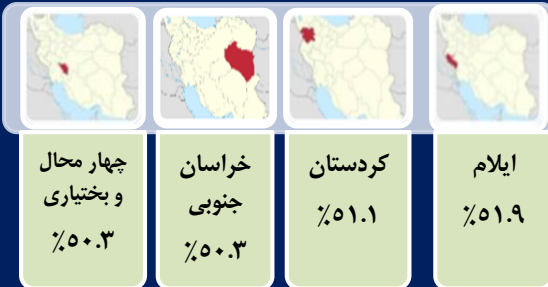 ایلام
٪۵۱.۹
کردستان
٪۵۱.۱
خراسان
جنوبی
٪۵۰.۳
چهار محال
و بختیاری
٪۵۰.۳